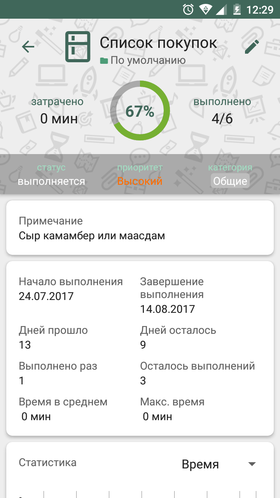 12:29
Список покупок
По умолчанию
затрачено
0 мин
67%
выполнено
4/6
статус
выполняется
приоритет
Высокий
категория
Общие
Примечание
Сыр камамбер или маасдам
Начало выполнения
24.07.2017
Завершение
выполнения
14.08.2017
Дней прошло
13
Дней осталось
9
Выполнено раз
1
Осталось выполнений
3
Время в среднем
0 мин
Макс. время
0 мин
Статистика
Время